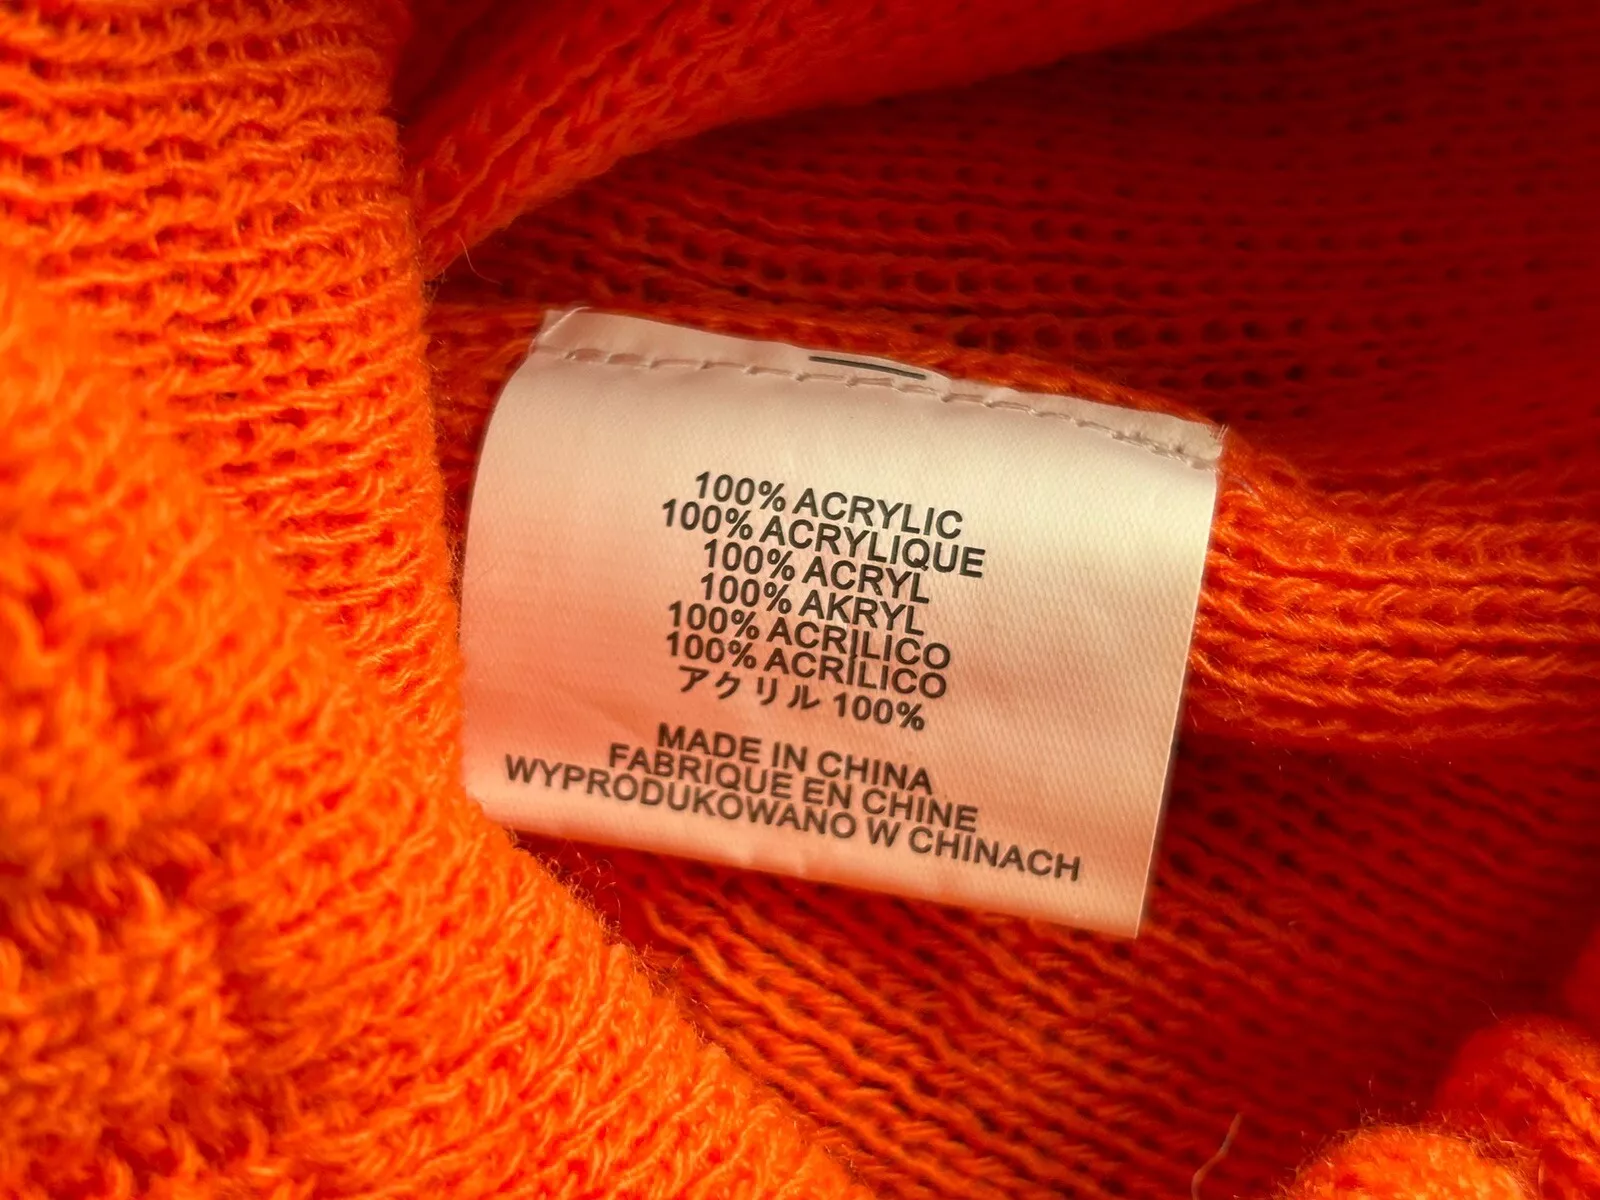 100% ACRYLIC
100% ACRYLIQUE
100% ACRYL
100% AKRYL
100% ACRILICO
100% ACRÍLICO
アクリル 100%
MADE IN CHINA
FABRIQUE EN CHINE
WYPRODUKOWANO W CHINACH